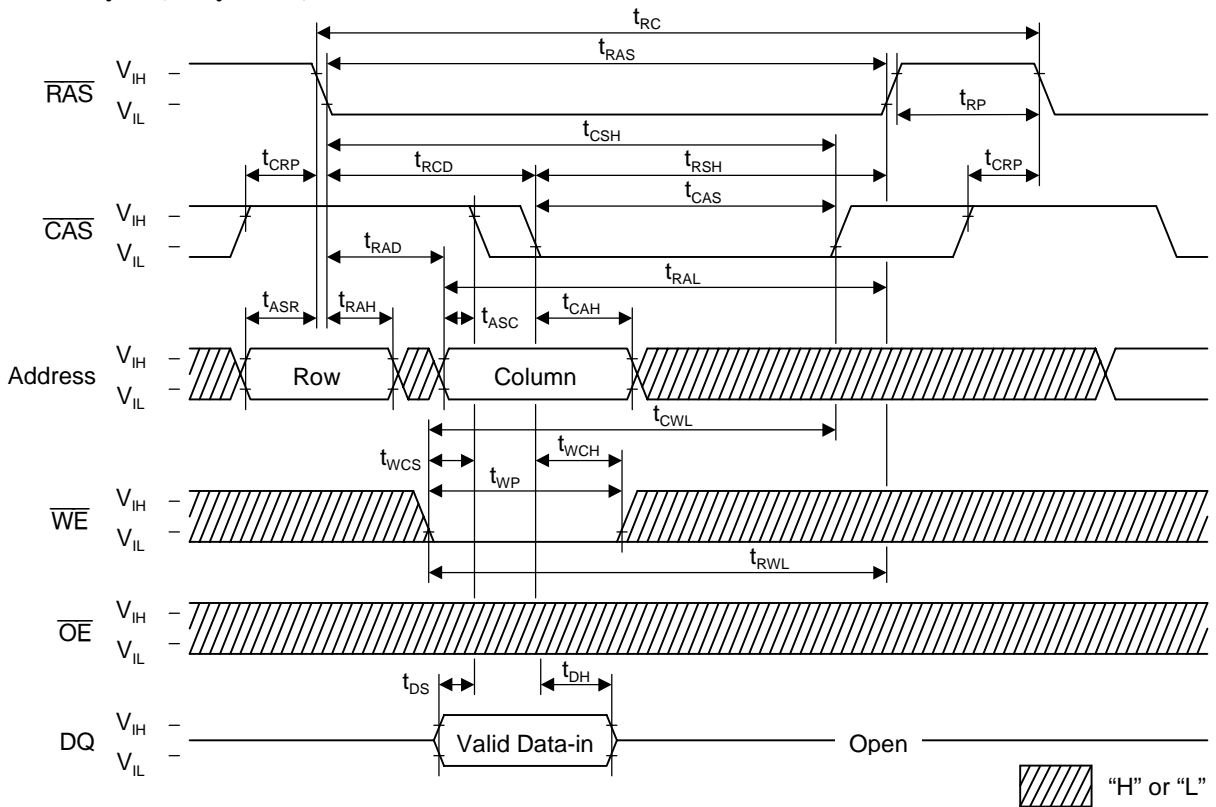 tRC
tRAS
VIH
RAS
VIL
tRP
tCSH
tCRP
tRCD
tRSH
tCRP
tCAS
VIH
CAS
VIL
tRAD
tRAL
tASR
tRAH
tASC
tCAH
VIH
Address
Row
Column
VIL
tCWL
tWCS
tWCH
tWP
VIH
WE
VIL
tRWL
VIH
OE
VIL
tDS
tDH
VIH
DQ
Valid Data-in
Open
VIL
“H” or “L”